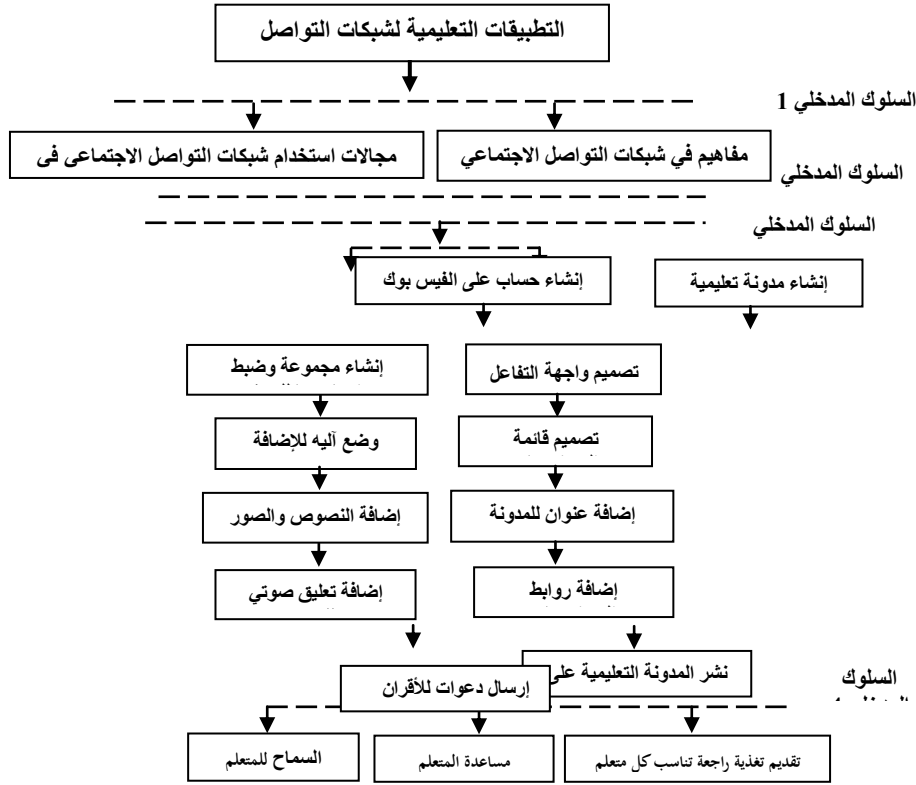 التطبيقات التعليمية لشبكات التواصل
السلوك المدخلي 1
مفاهيم في شبكات التواصل الاجتماعي
مجالات استخدام شبكات التواصل الاجتماعى فى
السلوك المدخلي
السلوك المدخلي
إنشاء مدونة تعليمية
إنشاء حساب على الفيس بوك
تصميم واجهة التفاعل
إنشاء مجموعة وضبط
تصميم قائمة
وضع آليه للإضافة
إضافة عنوان للمدونة
إضافة النصوص والصور
إضافة روابط
إضافة تعليق صوتي
نشر المدونة التعليمية على
إرسال دعوات للأقران
السلوك
تقديم تغذية راجعة تناسب كل متعلم
مساعدة المتعلم
السماح للمتعلم